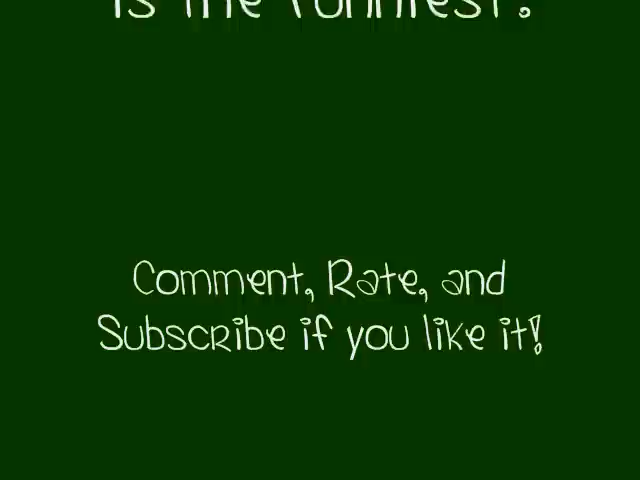 is the funniest.
Comment, Rate, and
Subscribe if you like it!